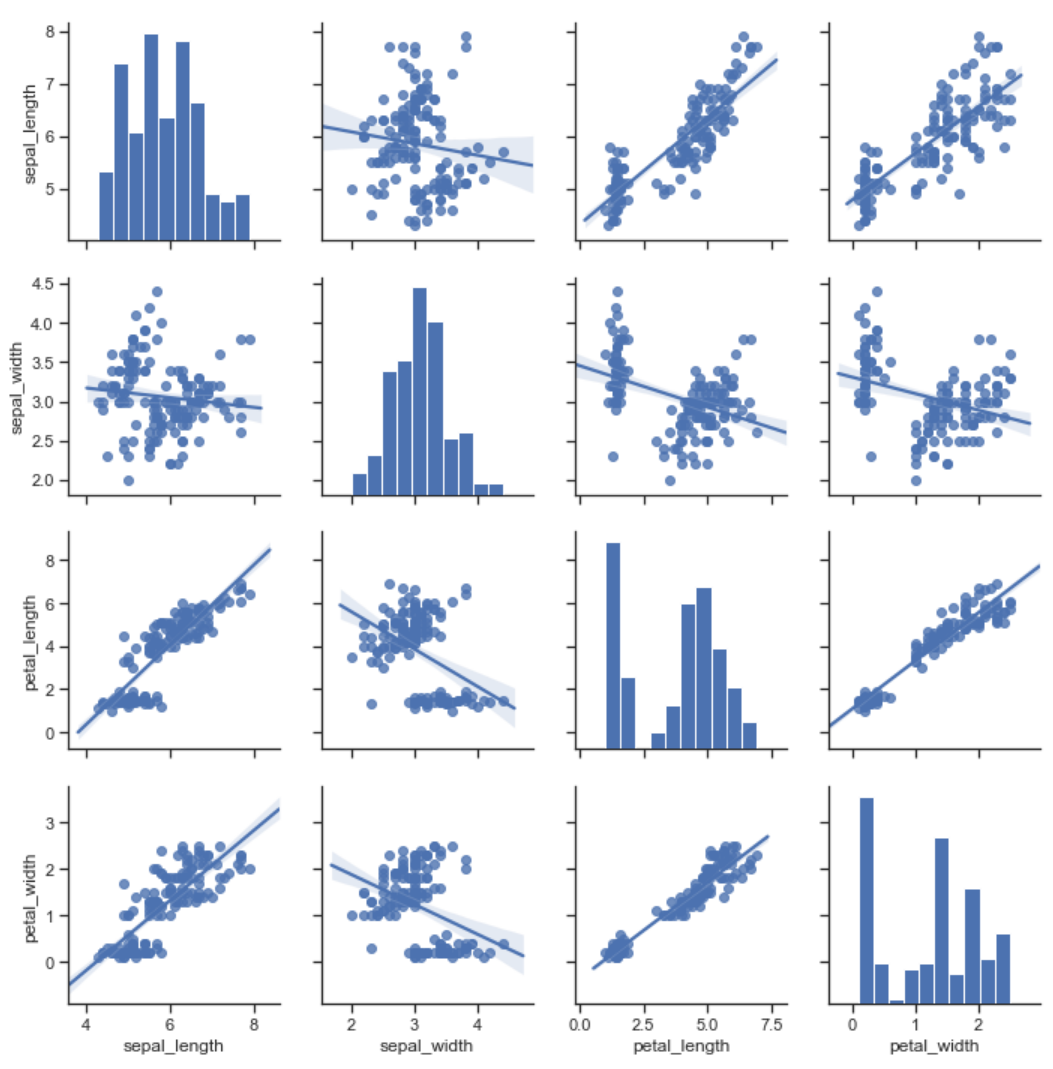 8
7
6
5
sepal_length
4.5
4.0
3.5
3.0
2.5
2.0
sepal_width
8
6
4
2
0
petal_length
3
2
1
0
petal_width
4 6 8
sepal_length
2 3 4
sepal_width
0.0 2.5 5.0 7.5
petal_length
0 1 2
petal_width